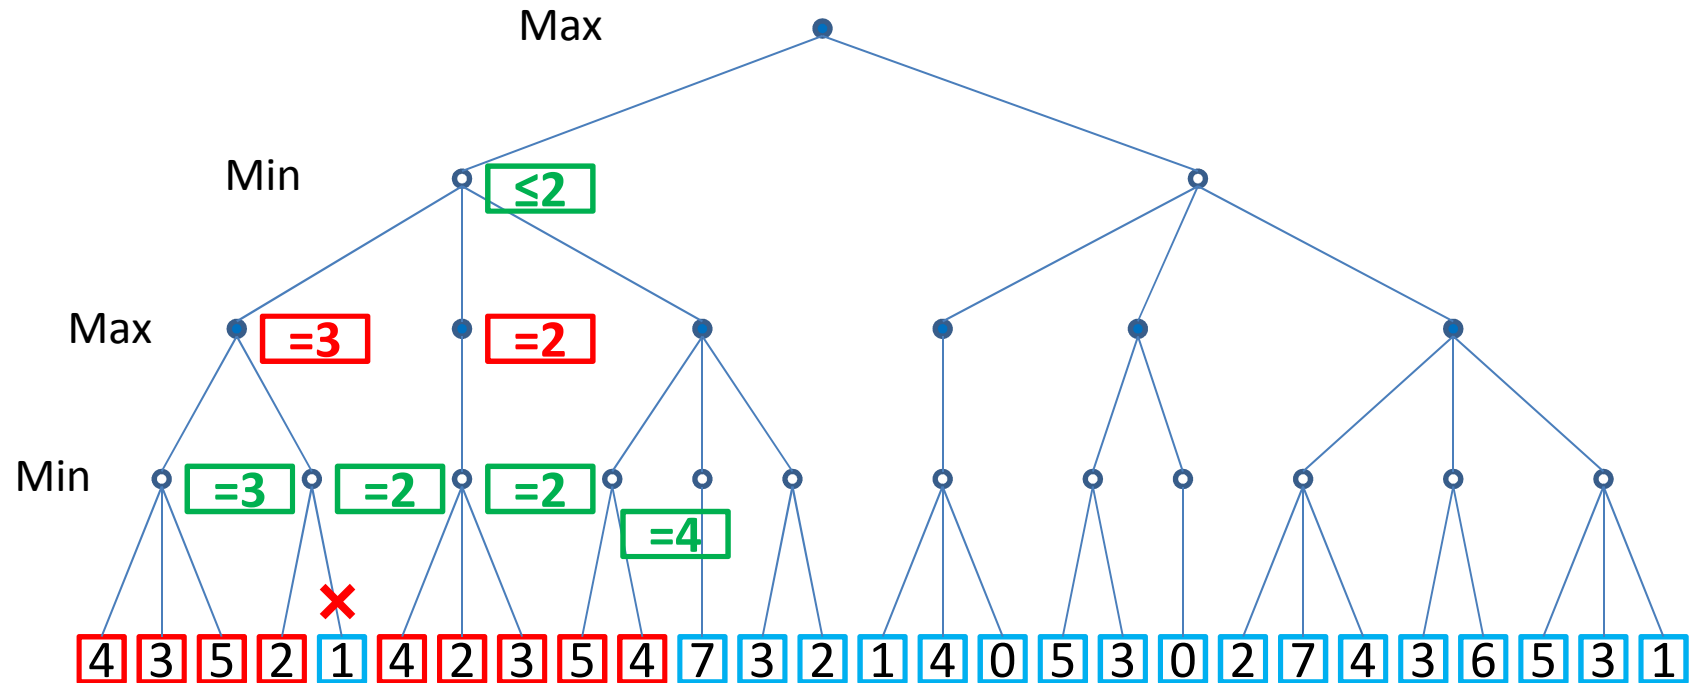 Max
Min ≤2
Max =3 =2
Min =3 =2 =2
=4
4 3 5 2 1 4 2 3 5 4 7 3 2 1 4 0 5 3 0 2 7 4 3 6 5 3 1